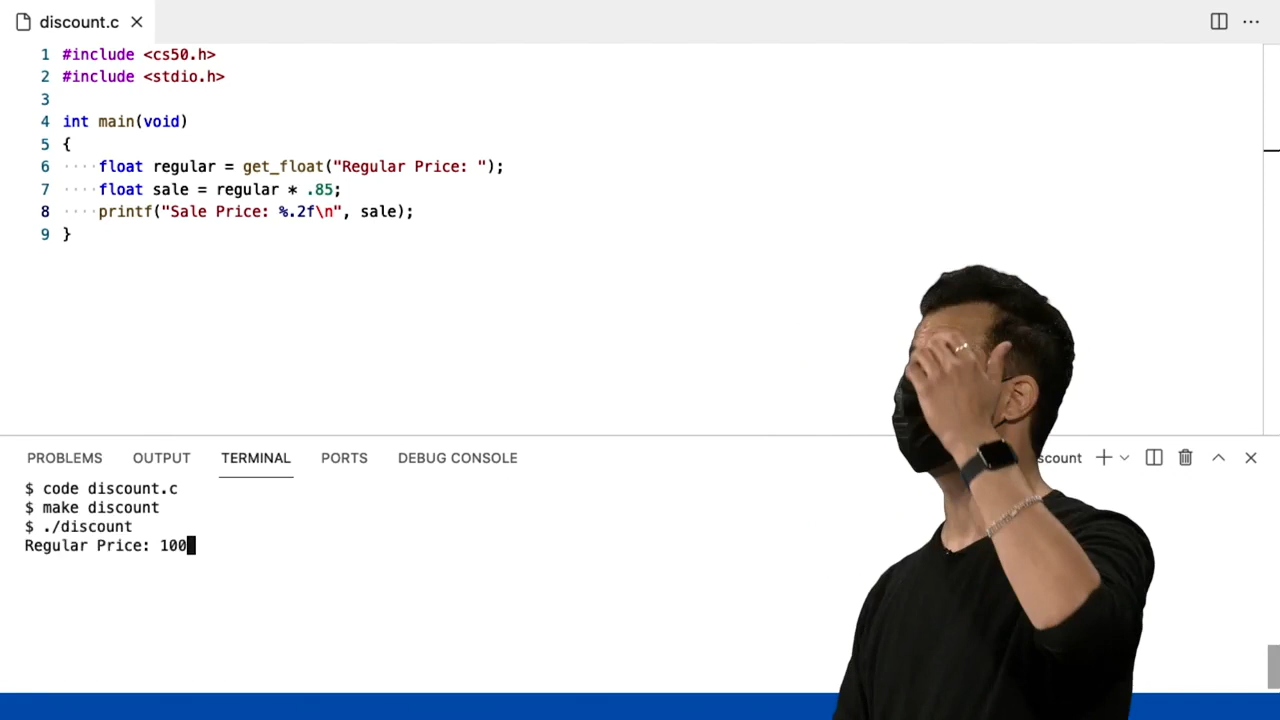 discount.c
1 #include <cs50.h>
2 #include <stdio.h>
3
4 int main(void)
5 {
6 ····float regular = get_float("Regular Price: ");
7 ····float sale = regular * .85;
8 ····printf("Sale Price: %.2f\n", sale);
9 }
PROBLEMS OUTPUT TERMINAL PORTS DEBUG CONSOLE scount
$ code discount.c
$ make discount
$ ./discount
Regular Price: 100